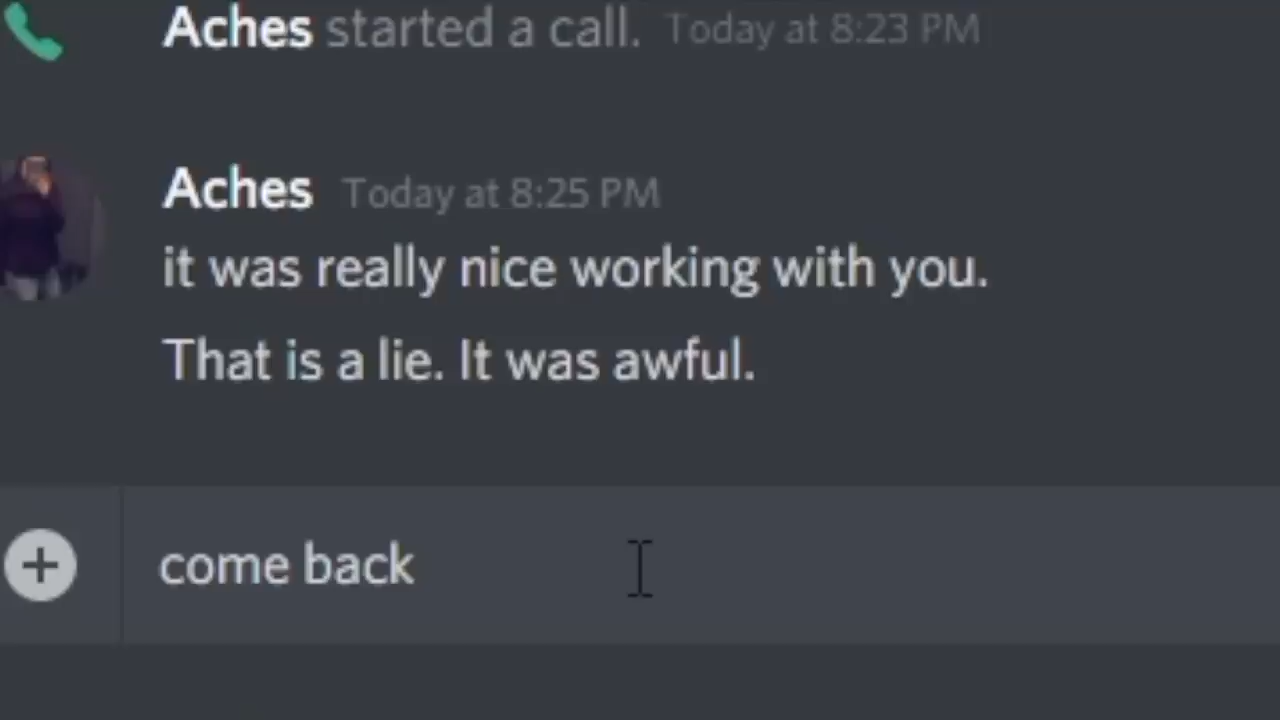 Aches started a call. Today at 8:23 PM
Aches Today at 8:25 PM
it was really nice working with you.
That is a lie. It was awful.
come back